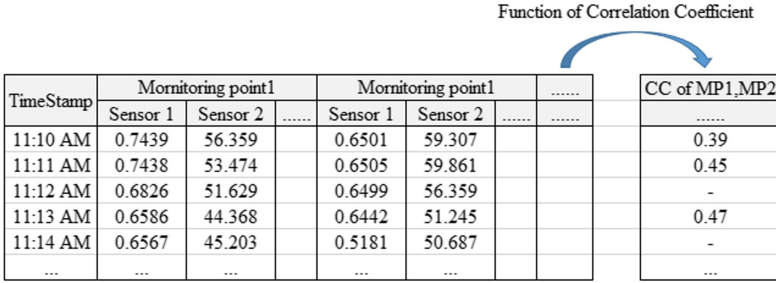 Function of Correlation Coefficient
TimeStamp Mornitoring point1 Mornitoring point1 ...... CC of MP1,MP2
Sensor 1 Sensor 2 ...... Sensor 1 Sensor 2 ...... ...... ......
11:10 AM 0.7439 56.359 0.6501 59.307 0.39
11:11 AM 0.7438 53.474 0.6505 59.861 0.45
11:12 AM 0.6826 51.629 0.6499 56.359 -
11:13 AM 0.6586 44.368 0.6442 51.245 0.47
11:14 AM 0.6567 45.203 0.5181 50.687 -
... ... ... ... ... ...